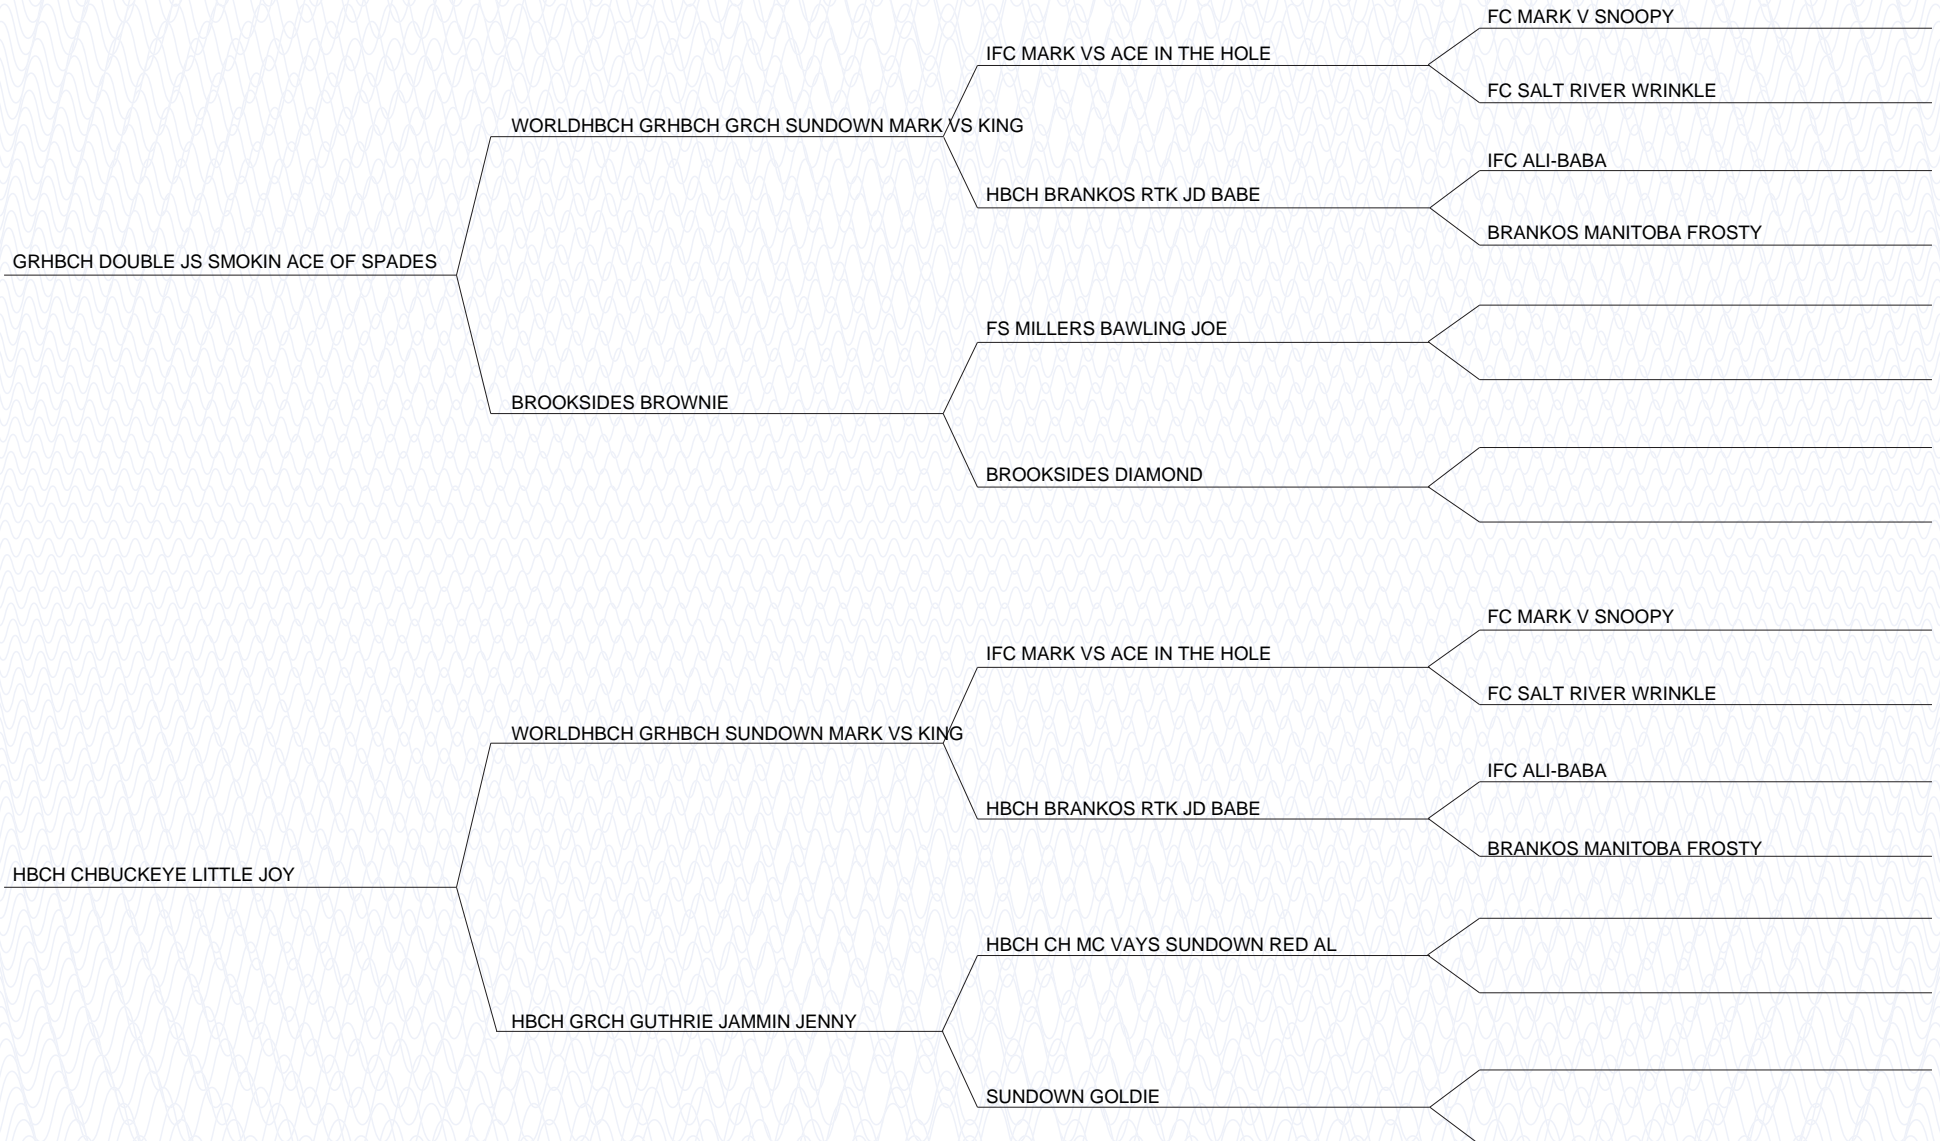 FC MARK V SNOOPY
IFC MARK VS ACE IN THE HOLE
FC SALT RIVER WRINKLE
WORLDHBCH GRHBCH GRCH SUNDOWN MARK VS KING
IFC ALI-BABA
HBCH BRANKOS RTK JD BABE
BRANKOS MANITOBA FROSTY
GRHBCH DOUBLE JS SMOKIN ACE OF SPADES
FS MILLERS BAWLING JOE
BROOKSIDES BROWNIE
BROOKSIDES DIAMOND
FC MARK V SNOOPY
IFC MARK VS ACE IN THE HOLE
FC SALT RIVER WRINKLE
WORLDHBCH GRHBCH SUNDOWN MARK VS KING
IFC ALI-BABA
HBCH BRANKOS RTK JD BABE
BRANKOS MANITOBA FROSTY
HBCH CHBUCKEYE LITTLE JOY
HBCH CH MC VAYS SUNDOWN RED AL
HBCH GRCH GUTHRIE JAMMIN JENNY
SUNDOWN GOLDIE